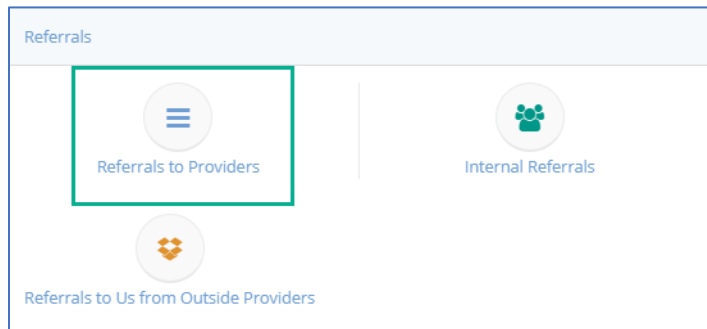 Referrals
Referrals to Providers
Internal Referrals
Referrals to Us from Outside Providers